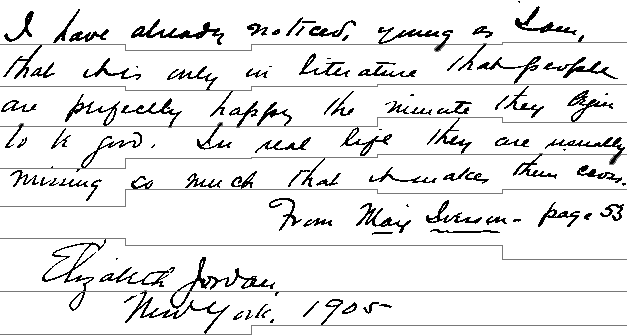 I have already noticed, young as I am,
that it is only in literature that people
are perfectly happy the minute they begin
to be good. In real life they are usually
missing so much that it makes them cross.
From May Iverson - page 53
Elizabeth Jordan.
New York, 1905